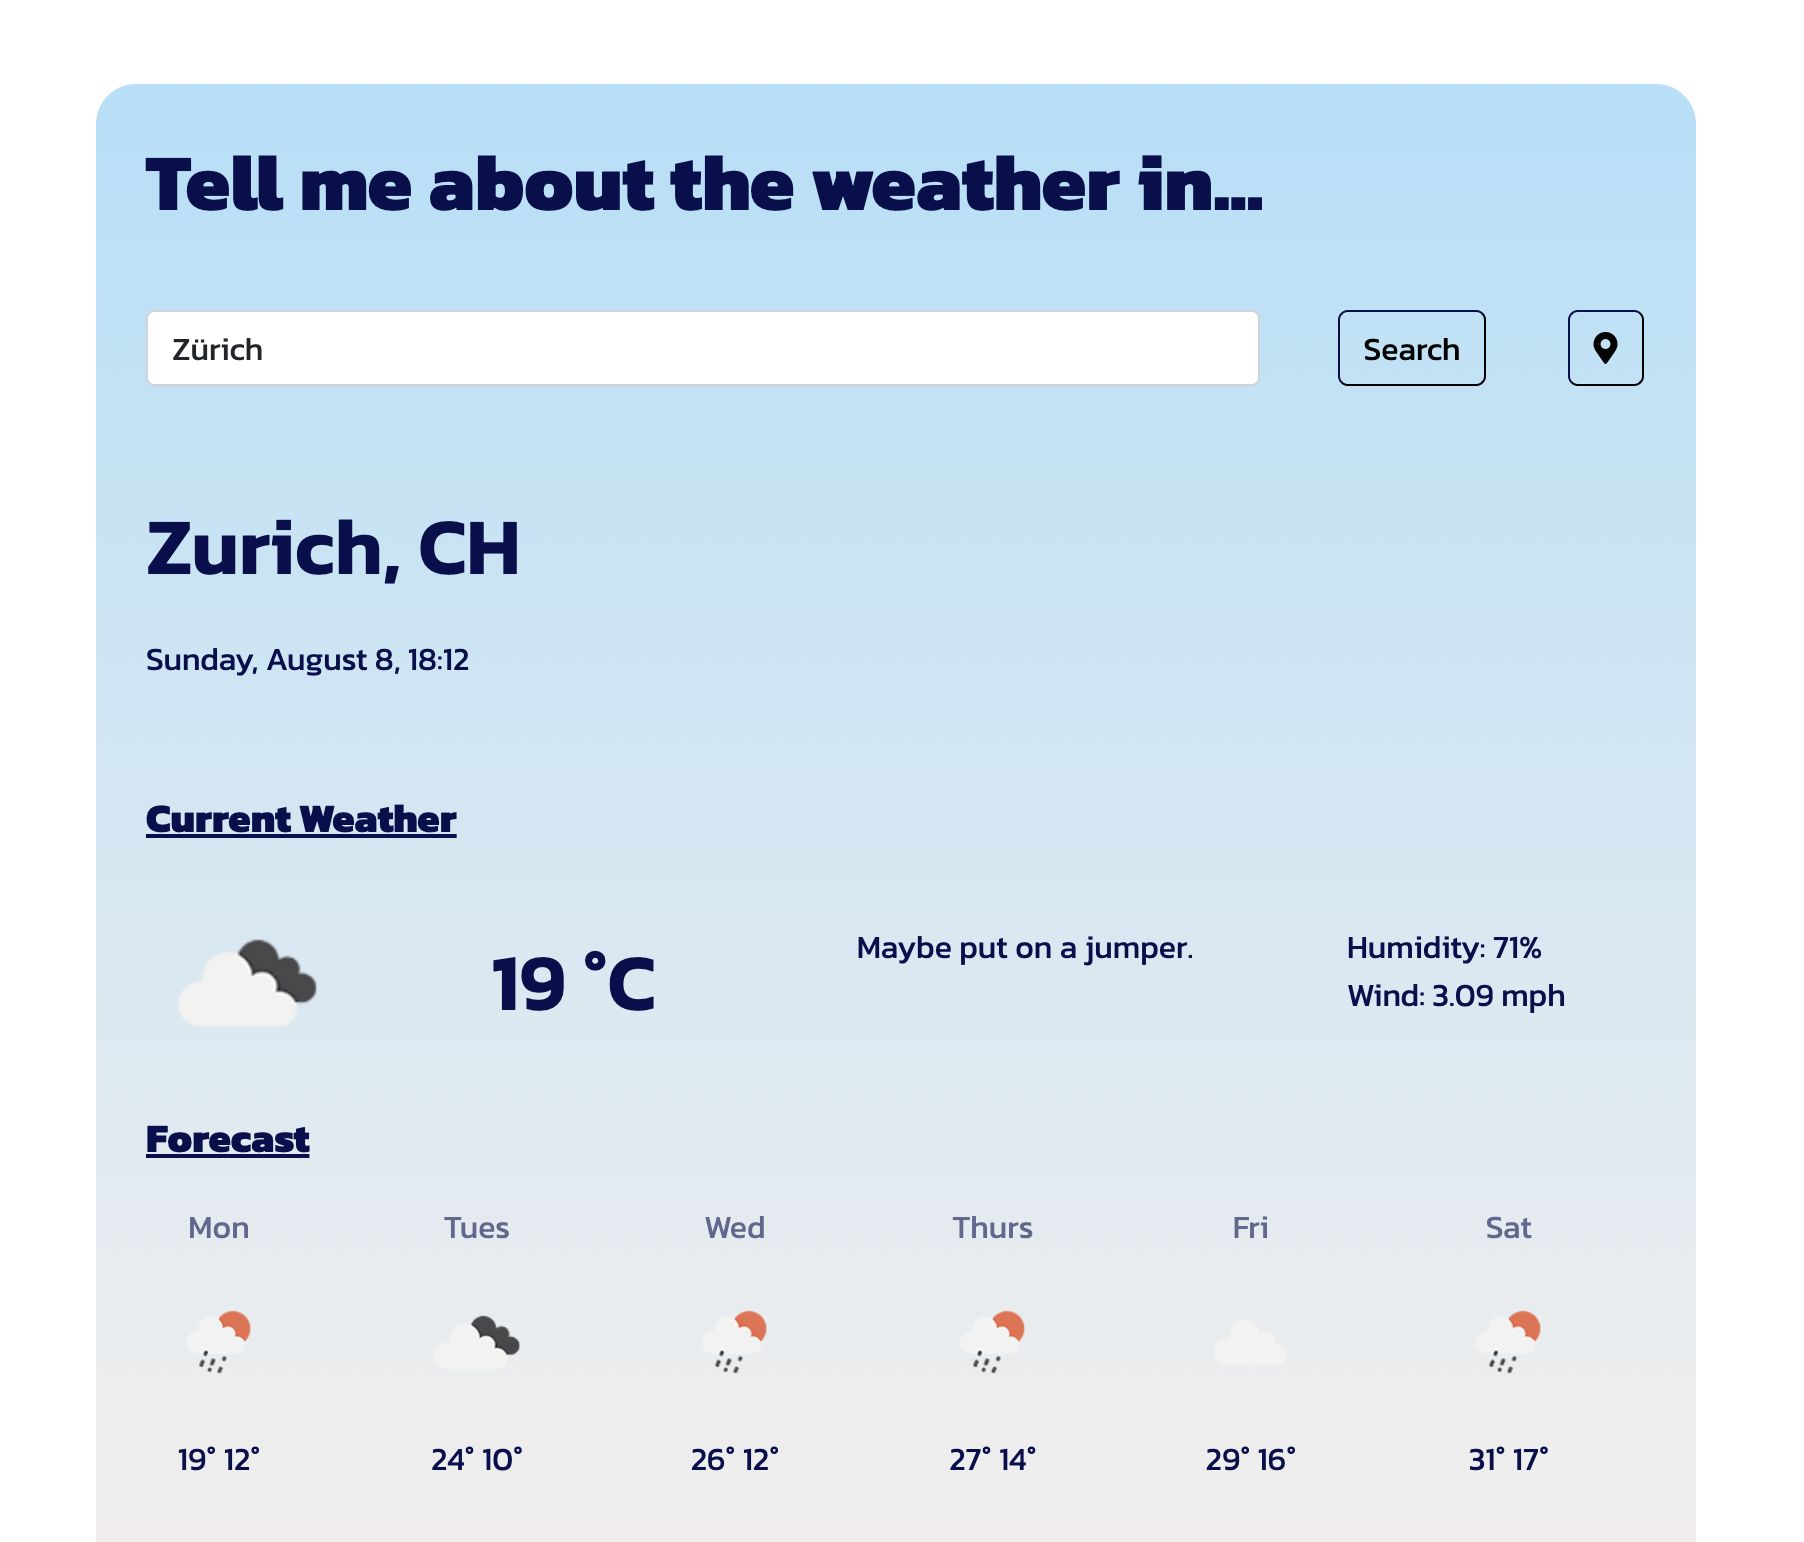 Tell me about the weather in...
Zürich
Search
Zurich, CH
Sunday, August 8, 18:12
Current Weather
19 °C
Maybe put on a jumper.
Humidity: 71%
Wind: 3.09 mph
Forecast
Mon Tues Wed Thurs Fri Sat
19° 12° 24° 10° 26° 12° 27° 14° 29° 16° 31° 17°